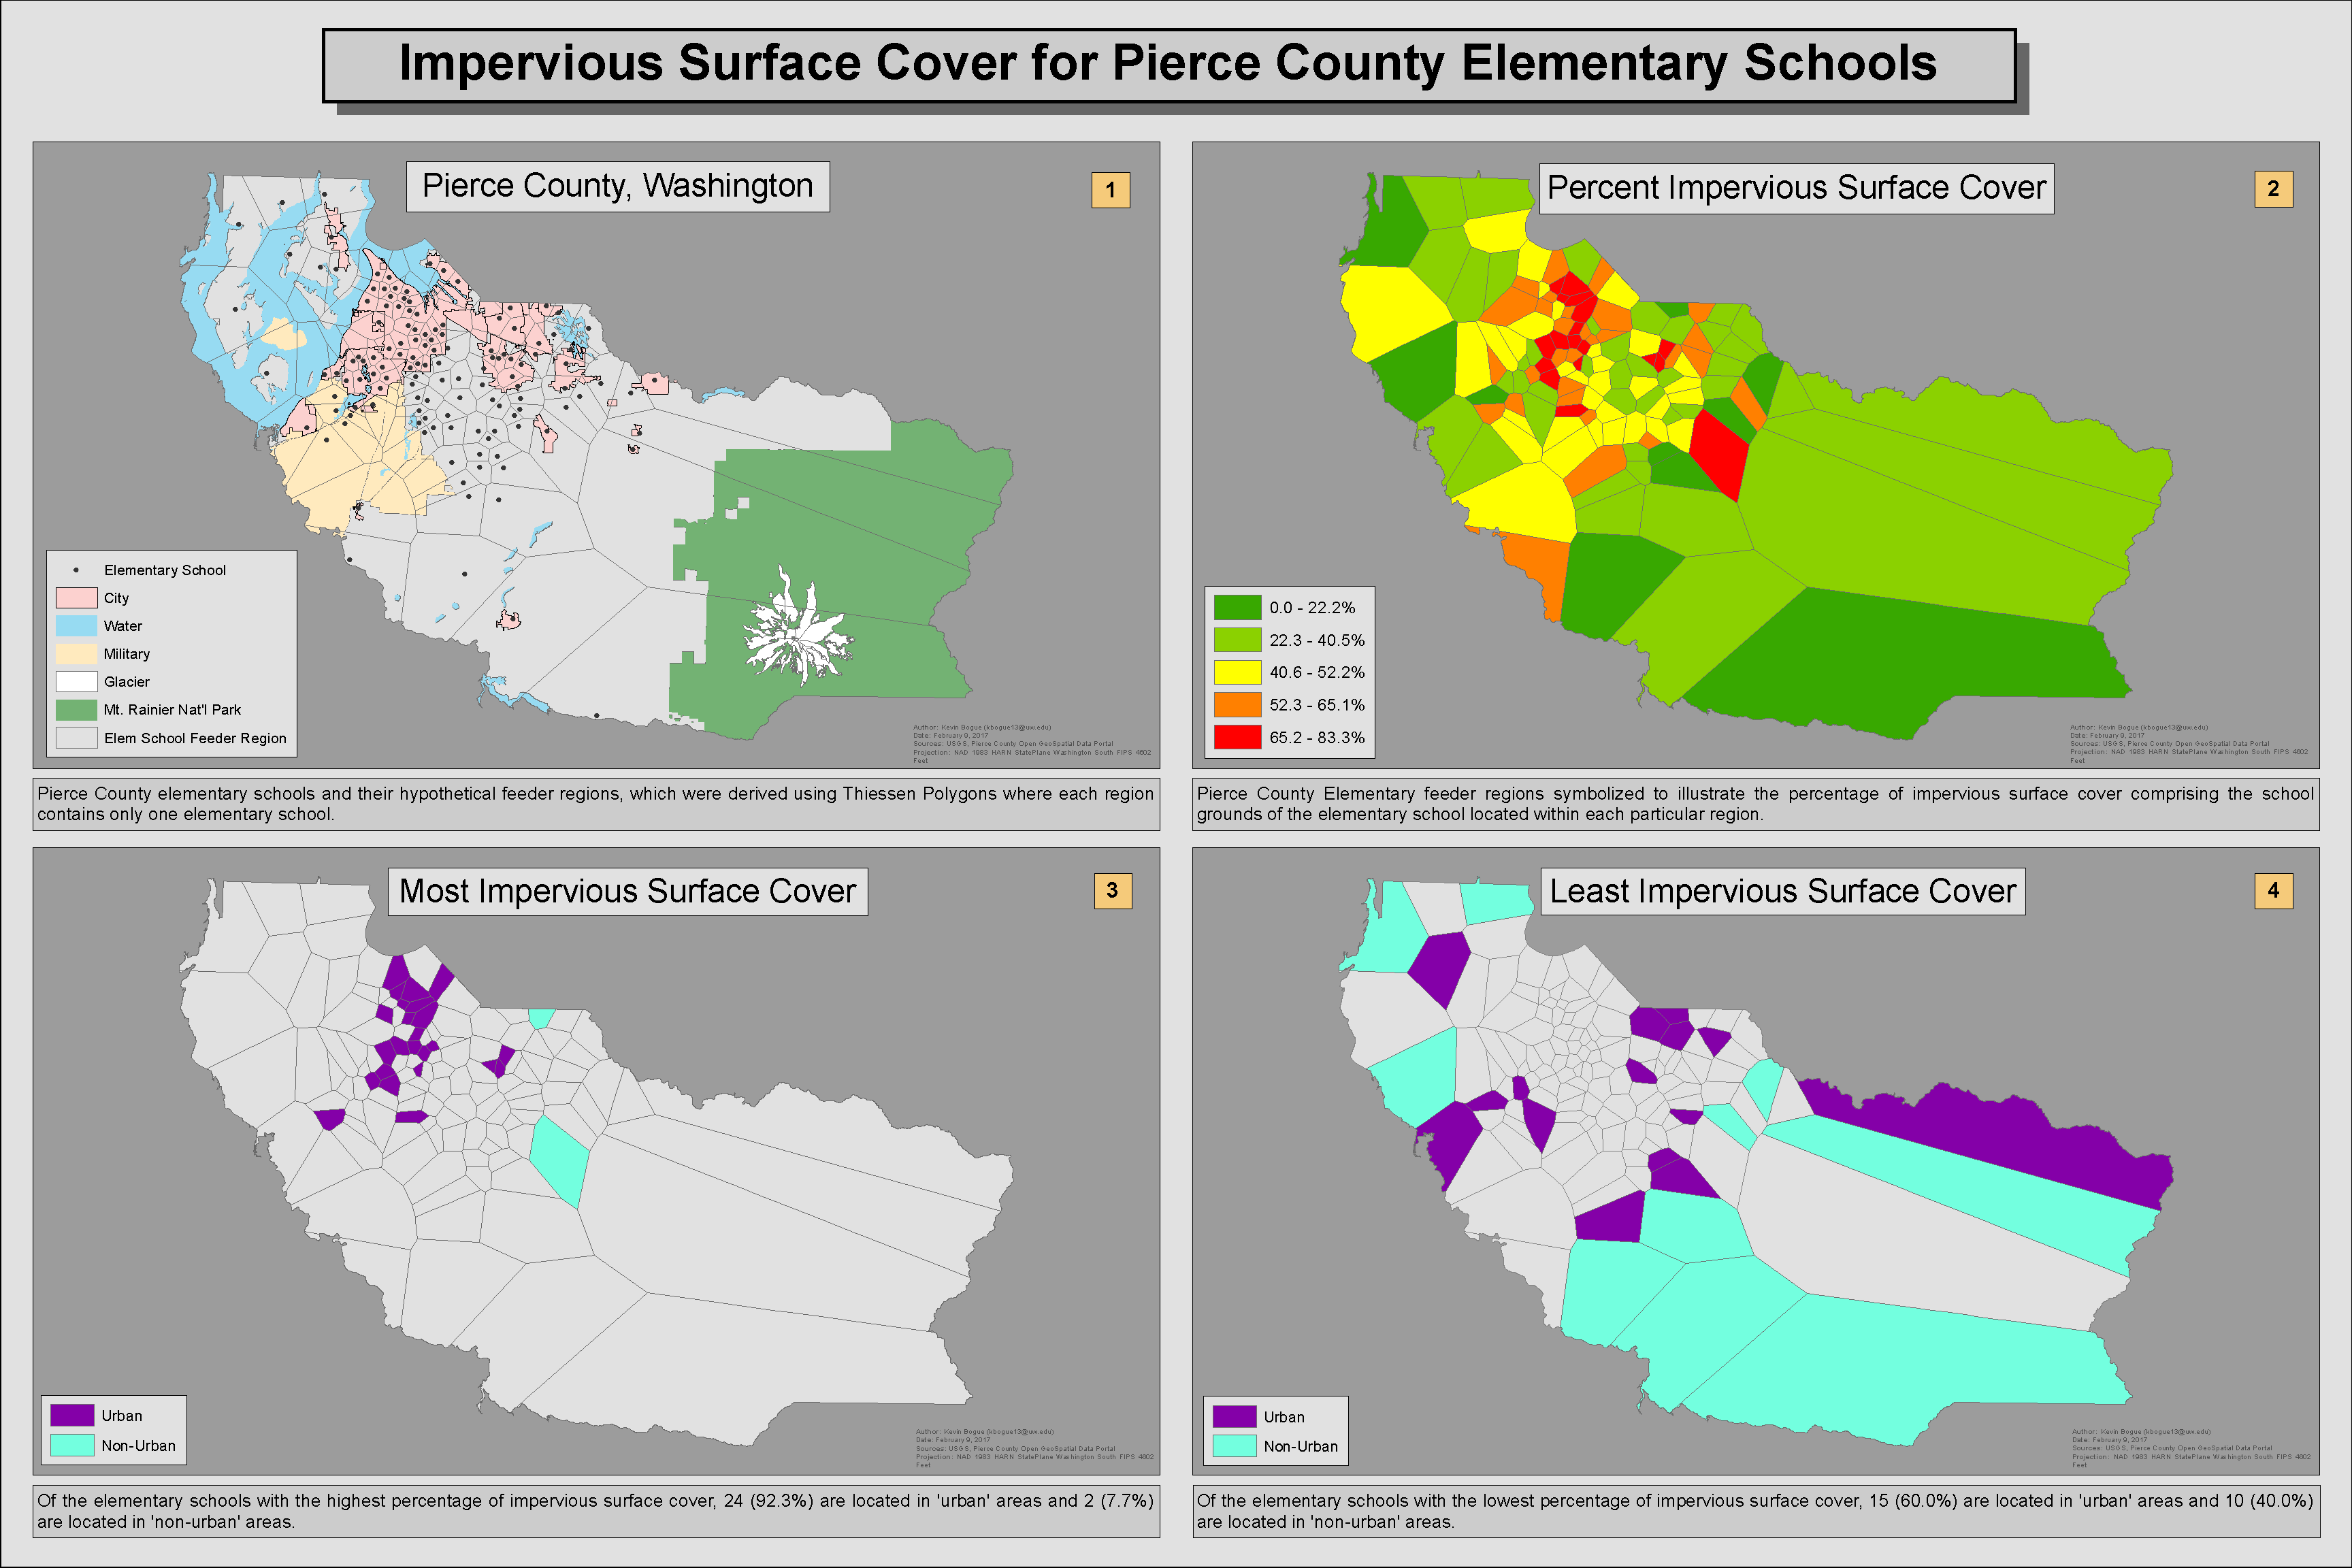 Impervious Surface Cover for Pierce County Elementary Schools
Pierce County, Washington
1
Elementary School
City
Water
Military
Glacier
Mt. Rainier Nat'l Park
Elem School Feeder Region
Author: Kevin Bogue (kbogue13@uw.edu)
Date: February 9, 2017
Sources: USGS, Pierce County Open GeoSpatial Data Portal
Projection: NAD 1983 HARN StatePlane Washington South FIPS 4602
Feet
Pierce County elementary schools and their hypothetical feeder regions, which were derived using Thiessen Polygons where each region
contains only one elementary school.
Percent Impervious Surface Cover
2
0.0 - 22.2%
22.3 - 40.5%
40.6 - 52.2%
52.3 - 65.1%
65.2 - 83.3%
Author: Kevin Bogue (kbogue13@uw.edu)
Date: February 9, 2017
Sources: USGS, Pierce County Open GeoSpatial Data Portal
Projection: NAD 1983 HARN StatePlane Washington South FIPS 4602
Feet
Pierce County Elementary feeder regions symbolized to illustrate the percentage of impervious surface cover comprising the school
grounds of the elementary school located within each particular region.
Most Impervious Surface Cover
3
Urban
Non-Urban
Author: Kevin Bogue (kbogue13@uw.edu)
Date: February 9, 2017
Sources: USGS, Pierce County Open GeoSpatial Data Portal
Projection: NAD 1983 HARN StatePlane Washington South FIPS 4602
Feet
Of the elementary schools with the highest percentage of impervious surface cover, 24 (92.3%) are located in 'urban' areas and 2 (7.7%)
are located in 'non-urban' areas.
Least Impervious Surface Cover
4
Urban
Non-Urban
Author: Kevin Bogue (kbogue13@uw.edu)
Date: February 9, 2017
Sources: USGS, Pierce County Open GeoSpatial Data Portal
Projection: NAD 1983 HARN StatePlane Washington South FIPS 4602
Feet
Of the elementary schools with the lowest percentage of impervious surface cover, 15 (60.0%) are located in 'urban' areas and 10 (40.0%)
are located in 'non-urban' areas.